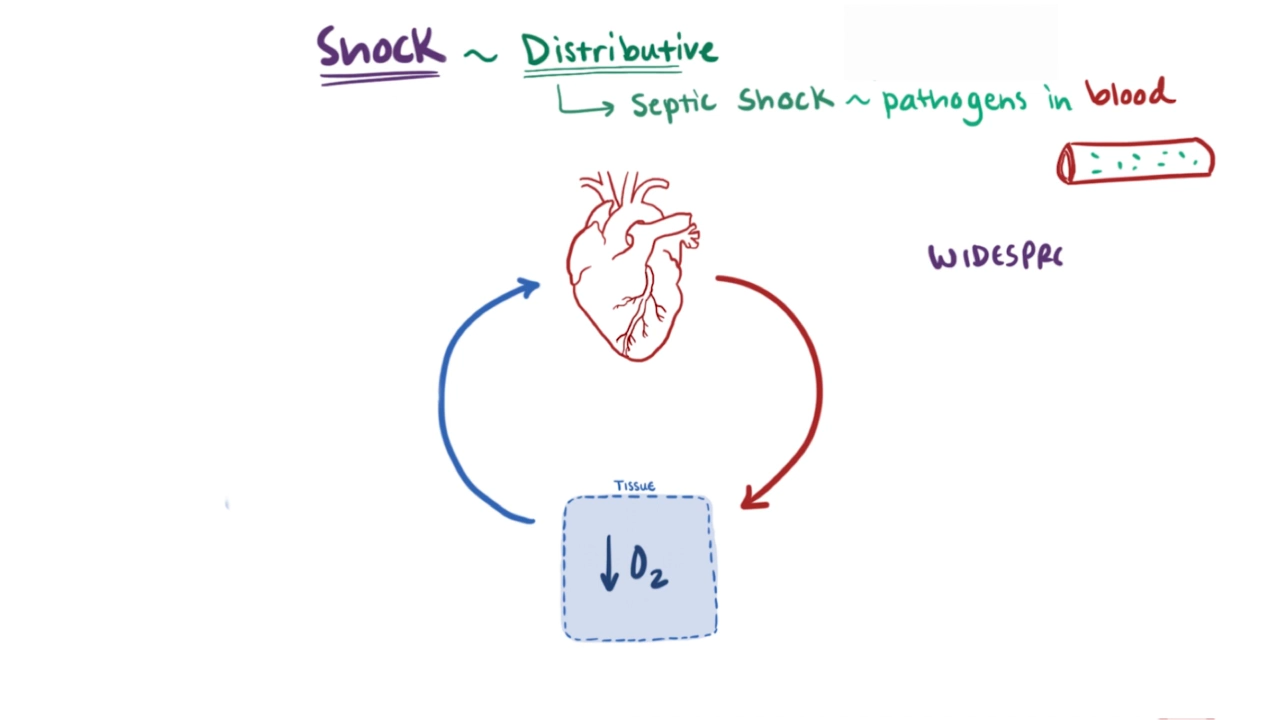 Shock ~ Distributive
Septic shock ~ pathogens in blood
WIDESPRE
Tissue
↓ O₂